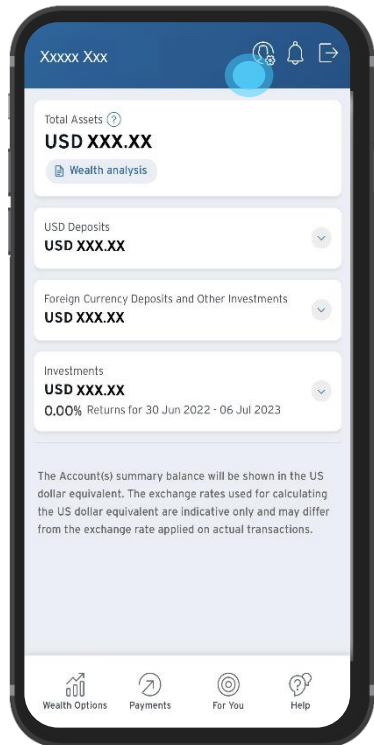 Xxxxx Xxx
Total Assets ?
USD XXX.XX
Wealth analysis
USD Deposits
USD XXX.XX
Foreign Currency Deposits and Other Investments
USD XXX.XX
Investments
USD XXX.XX
0.00% Returns for 30 Jun 2022 - 06 Jul 2023
The Account(s) summary balance will be shown in the US
dollar equivalent. The exchange rates used for calculating
the US dollar equivalent are indicative only and may differ
from the exchange rate applied on actual transactions.
Wealth Options Payments For You Help